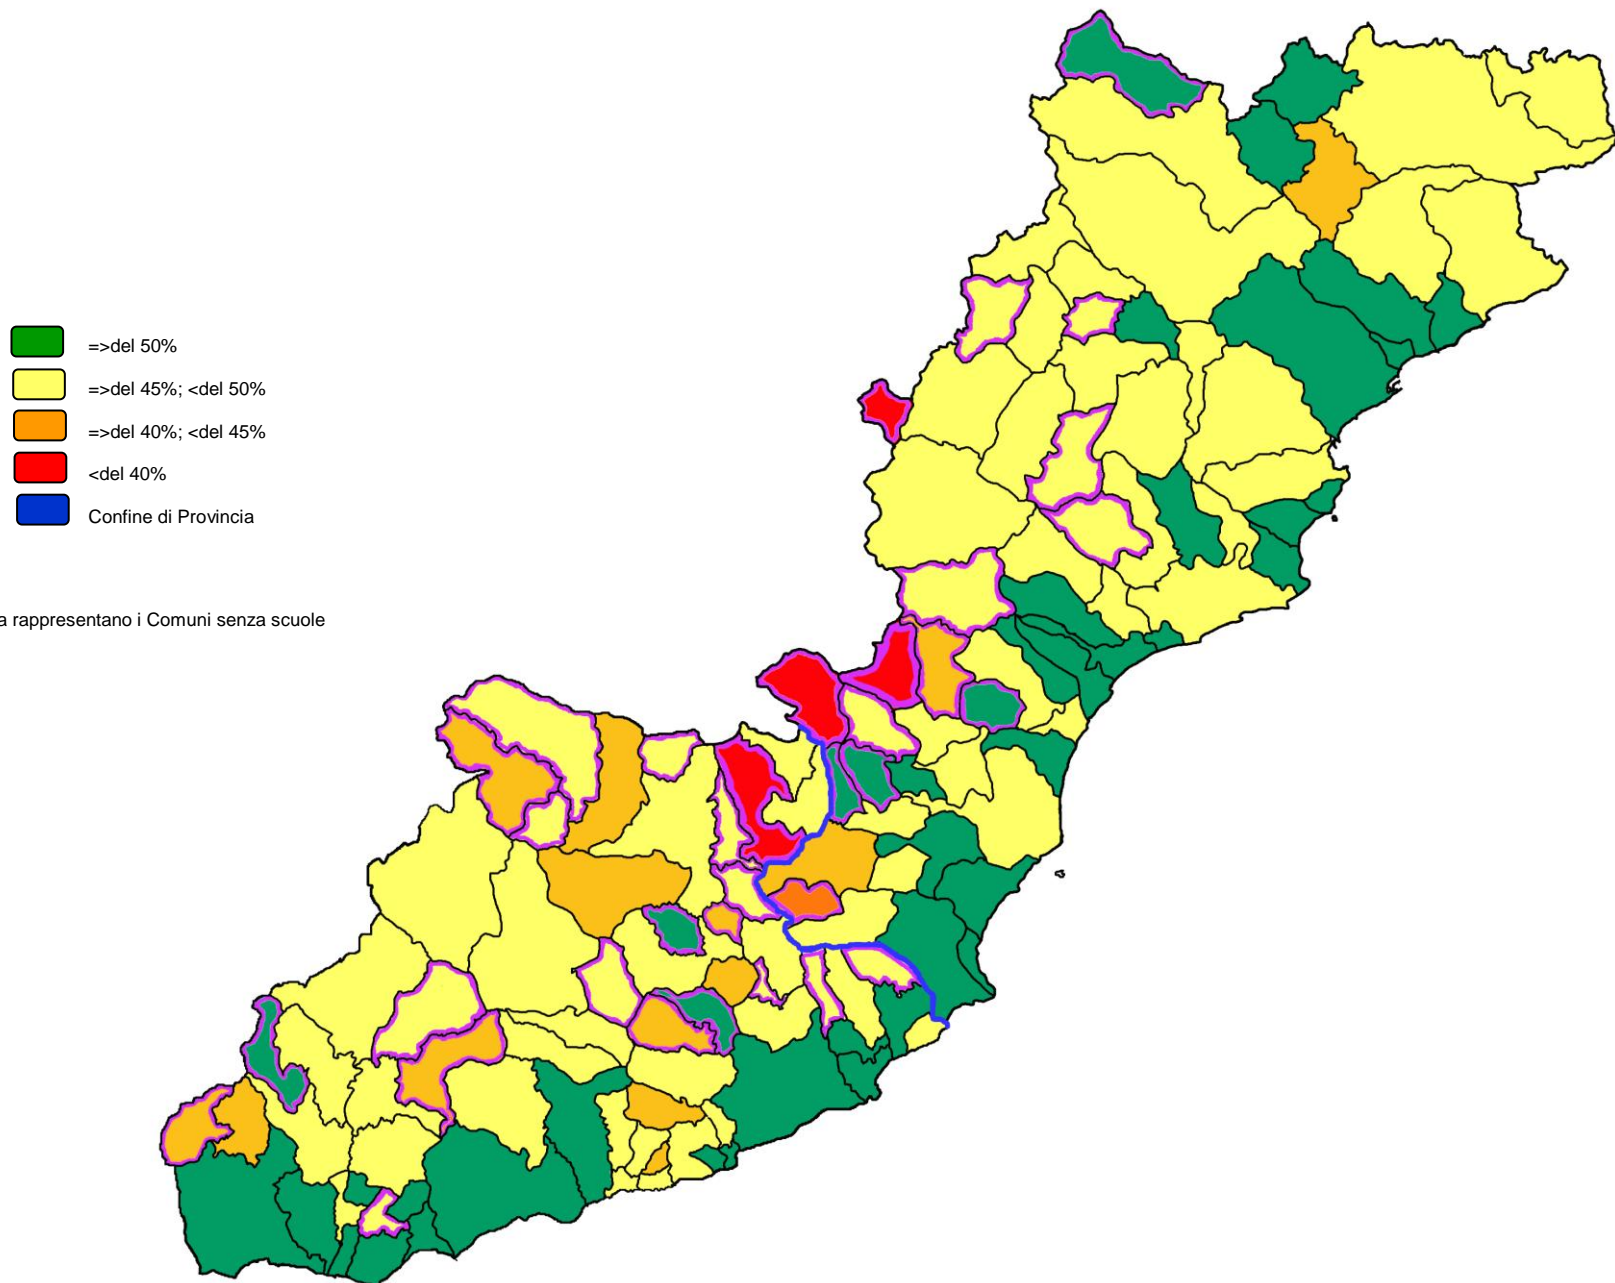 =>del 50%
=>del 45%; <del 50%
=>del 40%; <del 45%
<del 40%
Confine di Provincia
a rappresentano i Comuni senza scuole